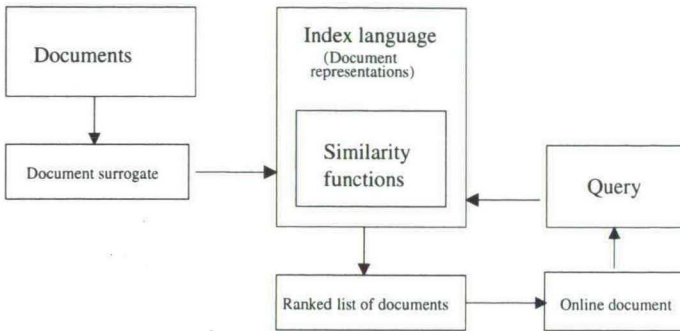 Documents
Document surrogate
Index language
(Document
representations)
Similarity
functions
Query
Ranked list of documents
Online document